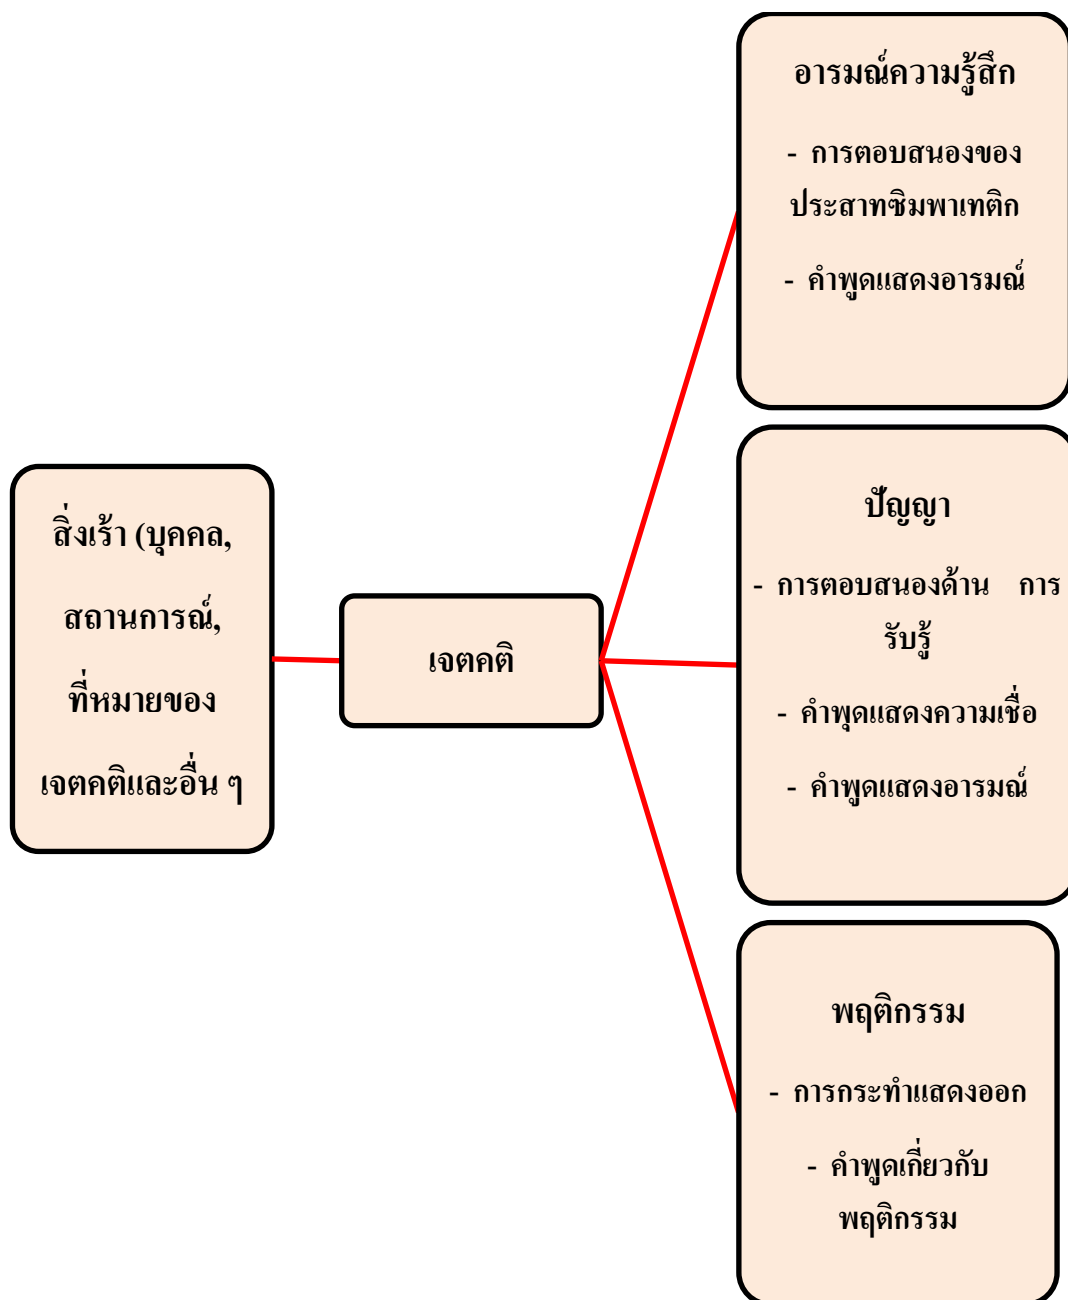 อารมณ์ความรู้สึก
- การตอบสนองของ
ประสาทซิมพาเทติก
- คำพูดแสดงอารมณ์
สิ่งเร้า (บุคคล,
สถานการณ์,
ที่หมายของ
เจตคติและอื่น ๆ
เจตคติ
ปัญญา
- การตอบสนองด้าน การ
รับรู้
- คำพุดแสดงความเชื่อ
- คำพูดแสดงอารมณ์
พฤติกรรม
- การกระทำแสดงออก
- คำพูดเกี่ยวกับ
พฤติกรรม